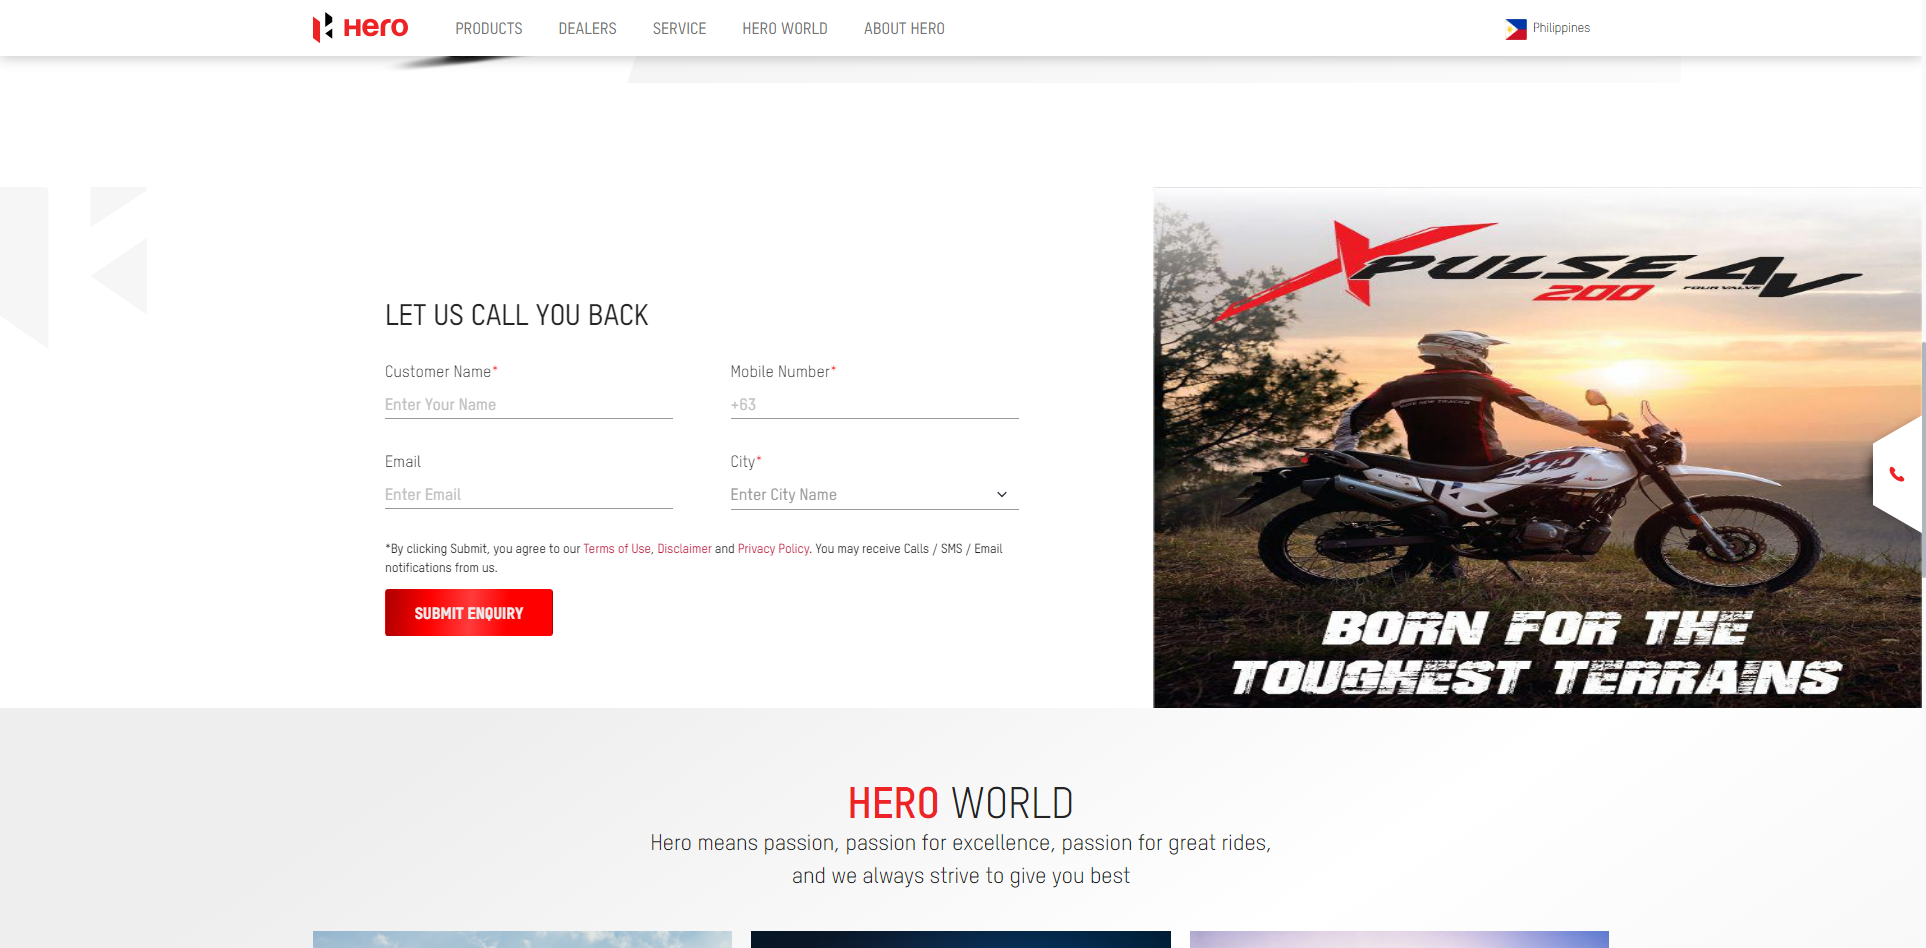 Hero PRODUCTS DEALERS SERVICE HERO WORLD ABOUT HERO Philippines
XPULSE 4V
200 FOUR VALVE
LET US CALL YOU BACK
Customer Name* Mobile Number*
Enter Your Name +63
Email City*
Enter Email Enter City Name
*By clicking Submit, you agree to our Terms of Use, Disclaimer and Privacy Policy. You may receive Calls / SMS / Email
notifications from us.
SUBMIT ENQUIRY
MAKE NEW TRACKS
200
BORN FOR THE
TOUGHEST TERRAINS
HERO WORLD
Hero means passion, passion for excellence, passion for great rides,
and we always strive to give you best